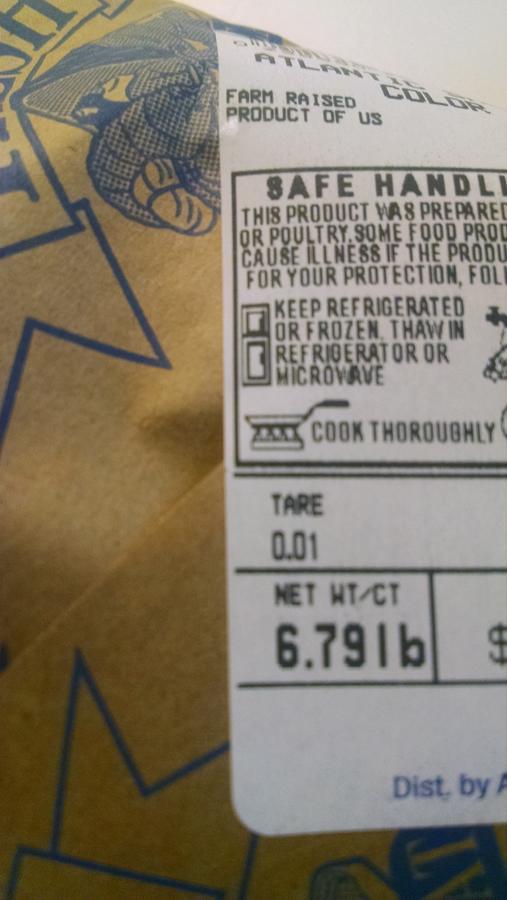 ATLANTIC
COLOR
FARM RAISED
PRODUCT OF US
SAFE HANDLI
THIS PRODUCT WAS PREPARED
OR POULTRY.SOME FOOD PROD
CAUSE ILLNESS IF THE PRODU
FOR YOUR PROTECTION, FOLL
KEEP REFRIGERATED
OR FROZEN. THAW IN
REFRIGERATOR OR
MICROWAVE
COOK THOROUGHLY
TARE
0.01
NET WT/CT
6.79lb $
Dist. by A